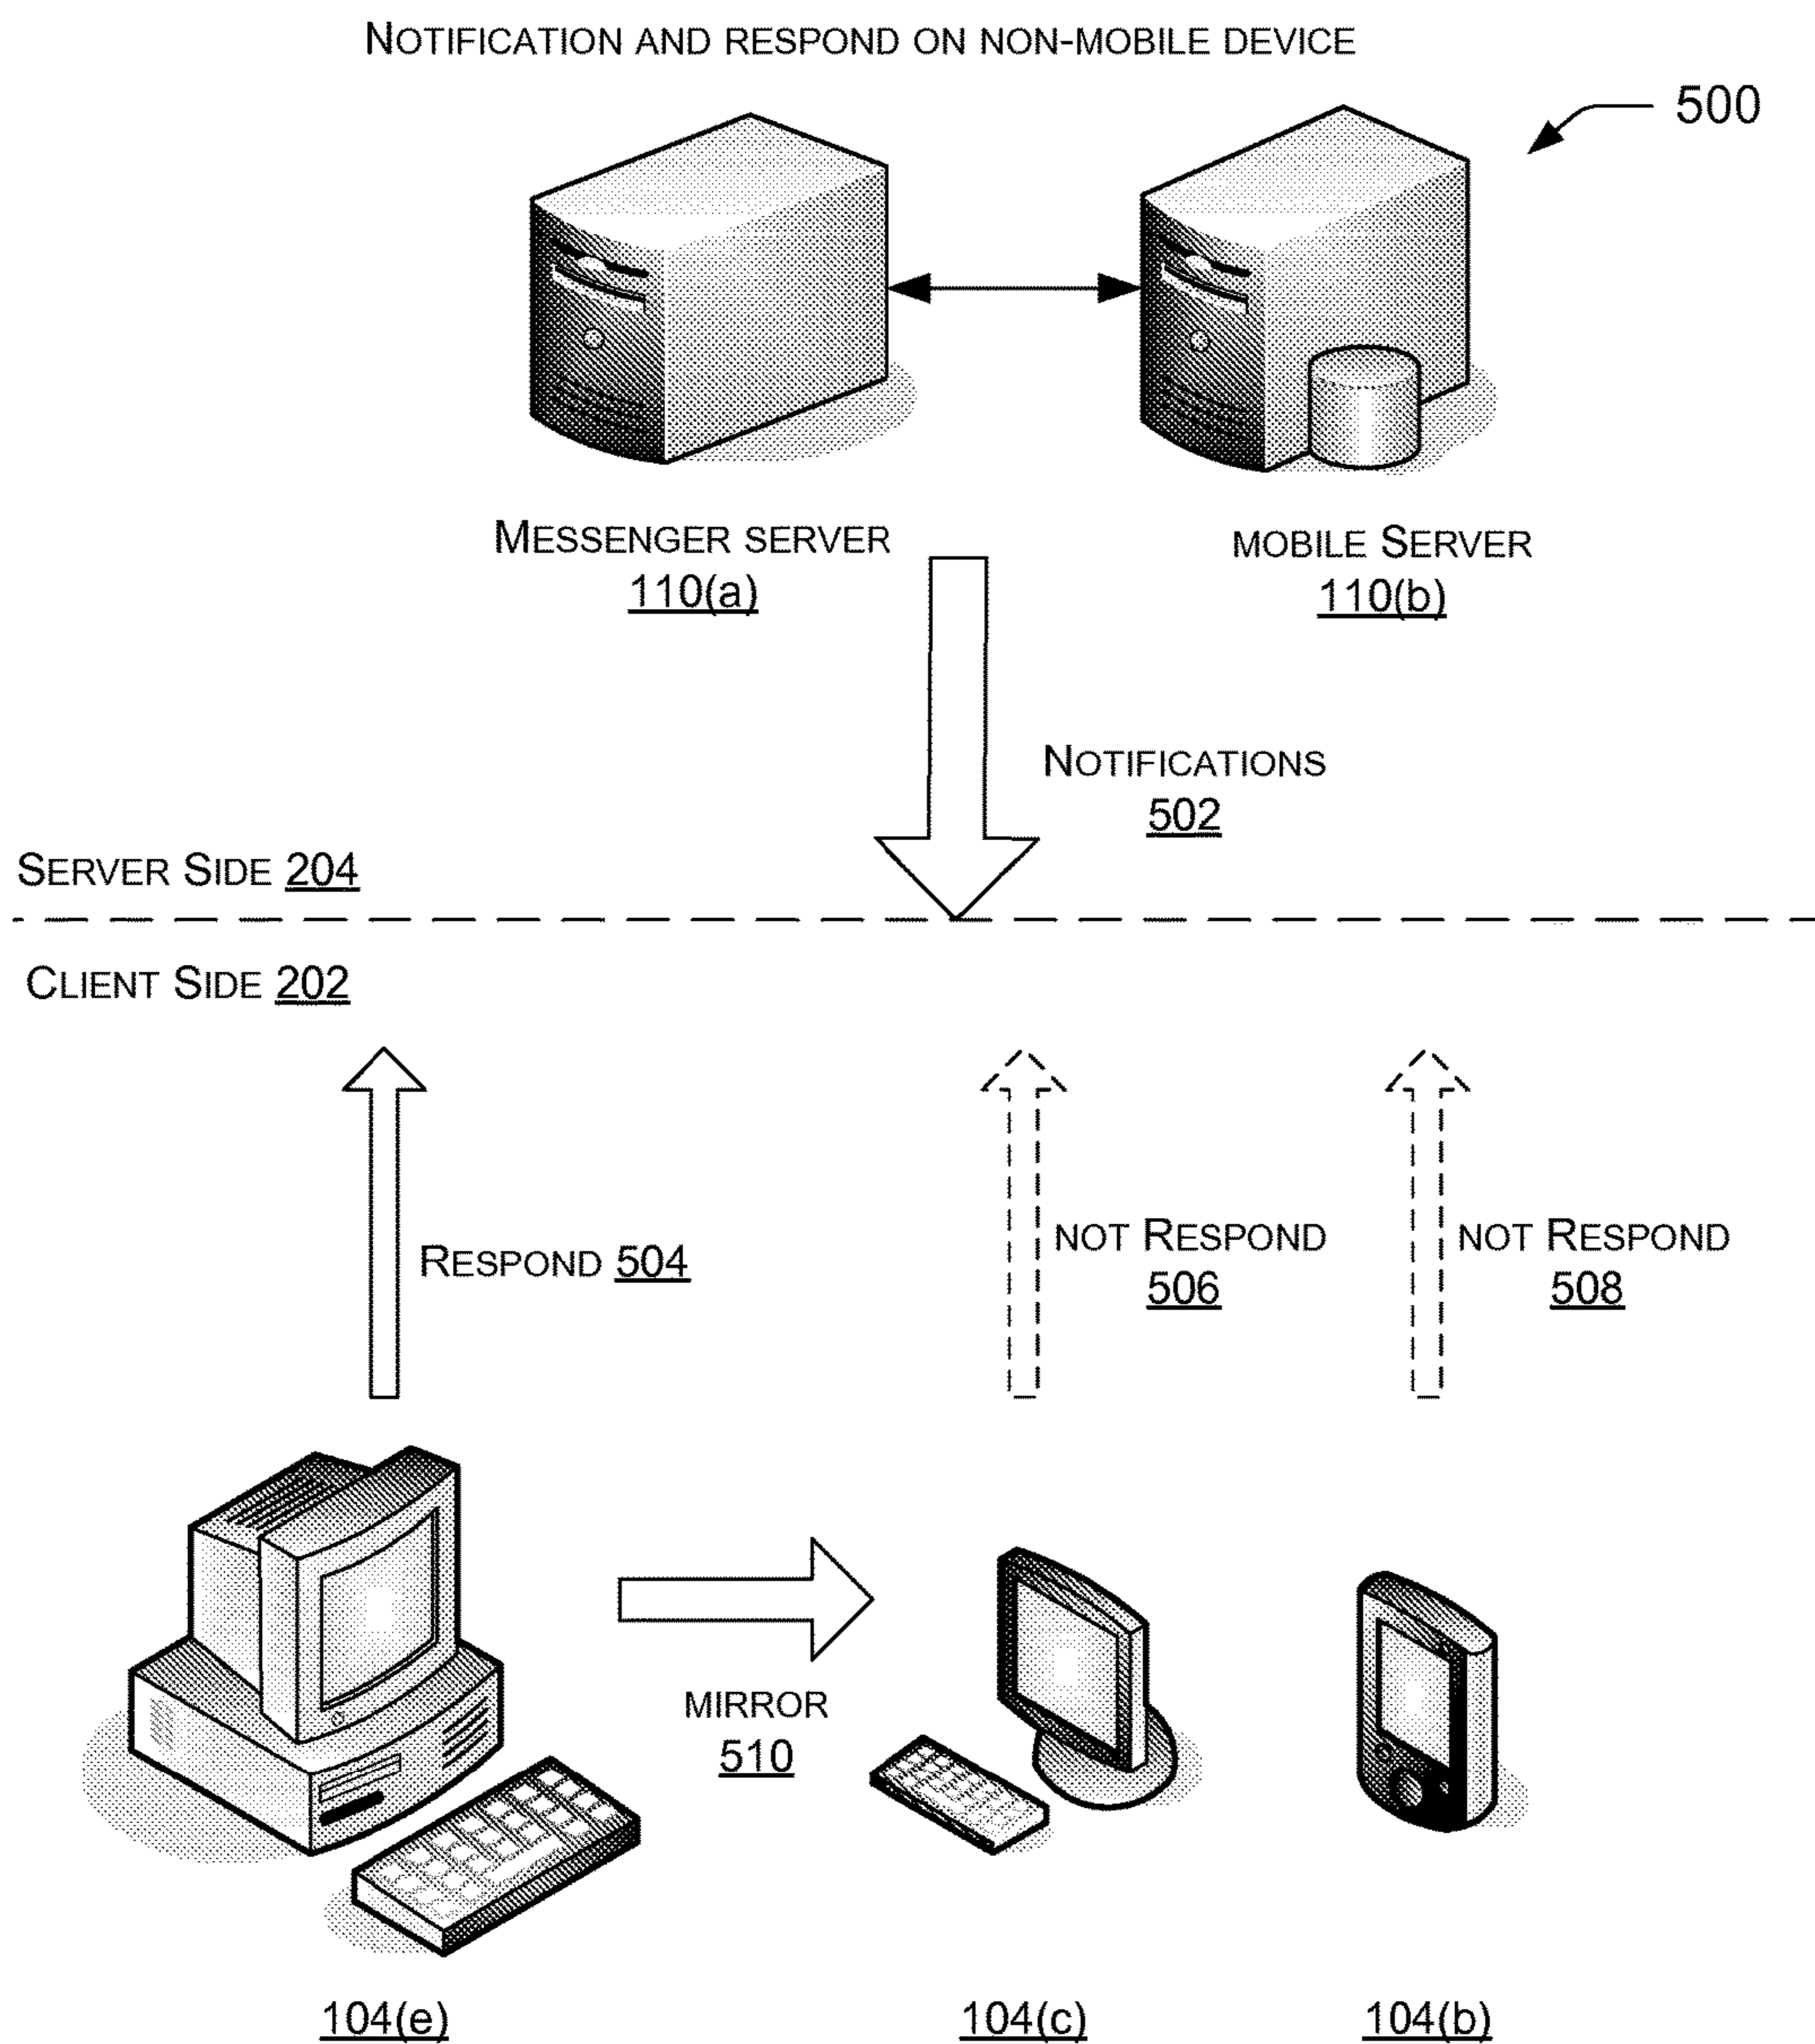 NOTIFICATION AND RESPOND ON NON-MOBILE DEVICE
500
MESSENGER SERVER
110(a)
MOBILE SERVER
110(b)
NOTIFICATIONS
502
SERVER SIDE 204
CLIENT SIDE 202
RESPOND 504
NOT RESPOND
506
NOT RESPOND
508
MIRROR
510
104(e)
104(c)
104(b)